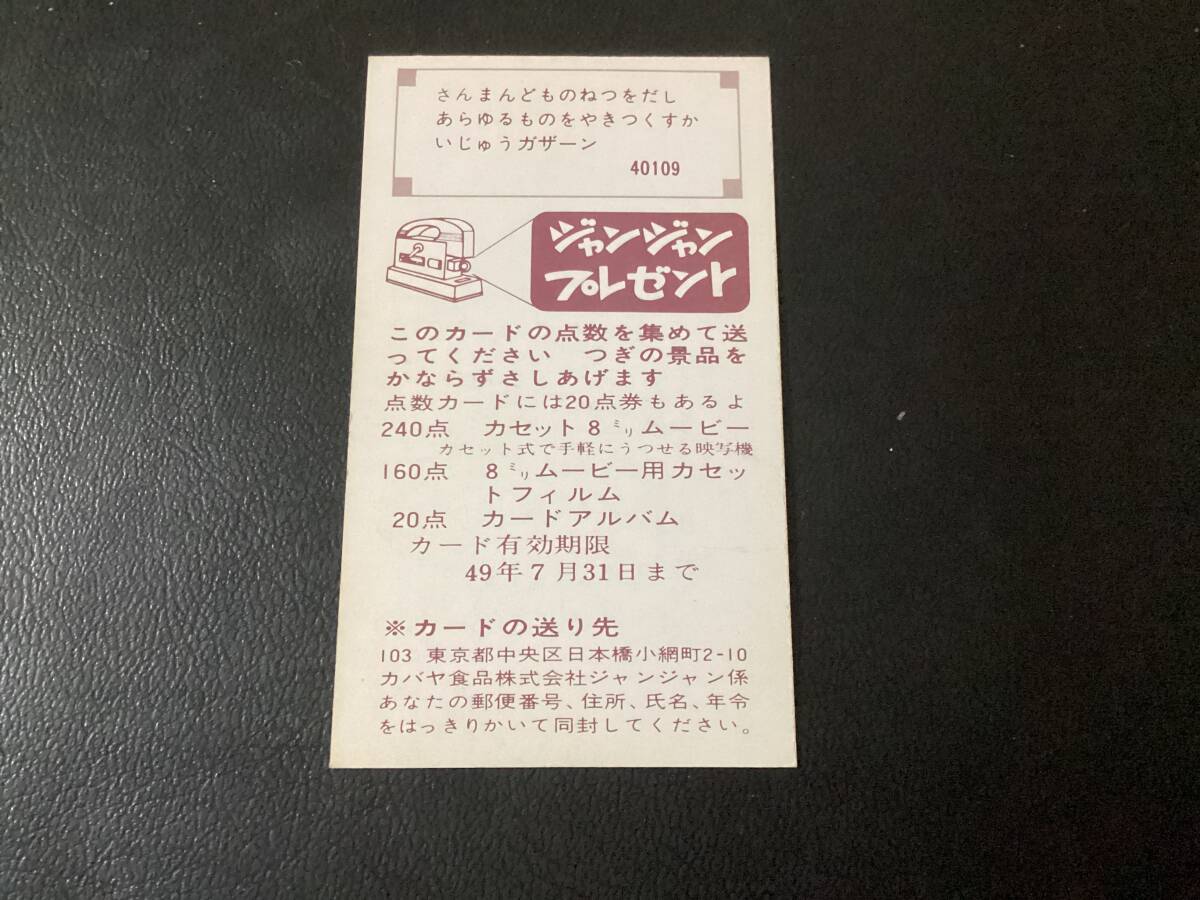 さんまんどものねつをだし
あらゆるものをやきつくすか
いじゅうガザーン
40109
2
ジャンジャン
プレゼント
このカードの点数を集めて送
ってください　つぎの景品を
かならずさしあげます
点数カードには20点券もあるよ
240点　カセット8ミリムービー
カセット式で手軽にうつせる映写機
160点　8ミリムービー用カセッ
トフィルム
20点　カードアルバム
カード有効期限
49年7月31日まで
※カードの送り先
103 東京都中央区日本橋小網町2-10
カバヤ食品株式会社ジャンジャン係
あなたの郵便番号、住所、氏名、年令
をはっきりかいて同封してください。